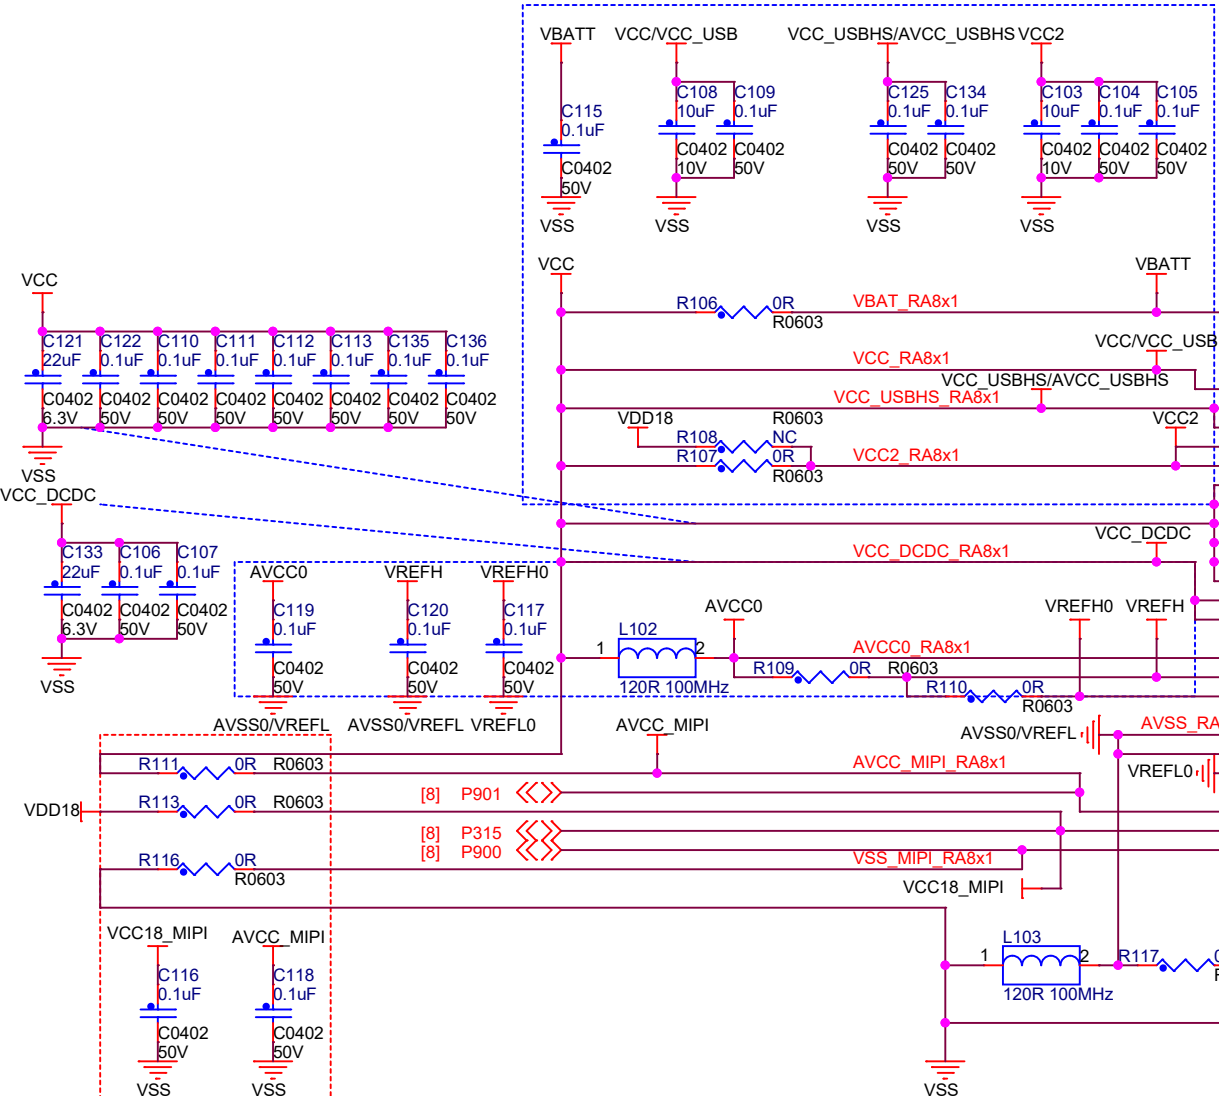 VBATT VCC/VCC_USB VCC_USBHS/AVCC_USBHS VCC2
C108 C109 C125 C134 C103 C104 C105
10uF 0.1uF 0.1uF 0.1uF 10uF 0.1uF 0.1uF
C115
0.1uF
C0402 C0402 C0402 C0402 C0402 C0402 C0402
10V 50V 50V 50V 10V 50V 50V
C0402
50V
VSS VSS VSS VSS
VCC VBATT
VCC
R106 0R VBAT_RA8x1
R0603
C121 C122 C110 C111 C112 C113 C135 C136
22uF 0.1uF 0.1uF 0.1uF 0.1uF 0.1uF 0.1uF 0.1uF
VCC/VCC_USB
VCC_RA8x1
VCC_USBHS/AVCC_USBHS
C0402 C0402 C0402 C0402 C0402 C0402 C0402 C0402
6.3V 50V 50V 50V 50V 50V 50V 50V
VCC_USBHS_RA8x1
VDD18 R0603 VCC2
R108 NC
R107 0R VCC2_RA8x1
R0603
VSS
VCC_DCDC
VCC_DCDC
VCC_DCDC_RA8x1
C133 C106 C107
22uF 0.1uF 0.1uF
AVCC0 VREFH VREFH0
C0402 C0402 C0402
6.3V 50V 50V
C119 C120 C117
0.1uF 0.1uF 0.1uF
AVCC0 VREFH0 VREFH
L102
1 2
AVCC0_RA8x1
C0402 C0402 C0402
50V 50V 50V
R109 0R R0603
120R 100MHz
R110 0R
R0603
VSS
AVSS0/VREFL AVSS0/VREFL VREFL0 AVCC_MIPI
AVSS0/VREFL AVSS_RA
R111 0R R0603 AVCC_MIPI_RA8x1
VREFL0
[8] P901
VDD18 R113 0R R0603
[8] P315
[8] P900
R116 0R VSS_MIPI_RA8x1
R0603
VCC18_MIPI
VCC18_MIPI AVCC_MIPI
L103
1 2 R117
C116 C118
0.1uF 0.1uF
120R 100MHz
C0402 C0402
50V 50V
VSS VSS VSS